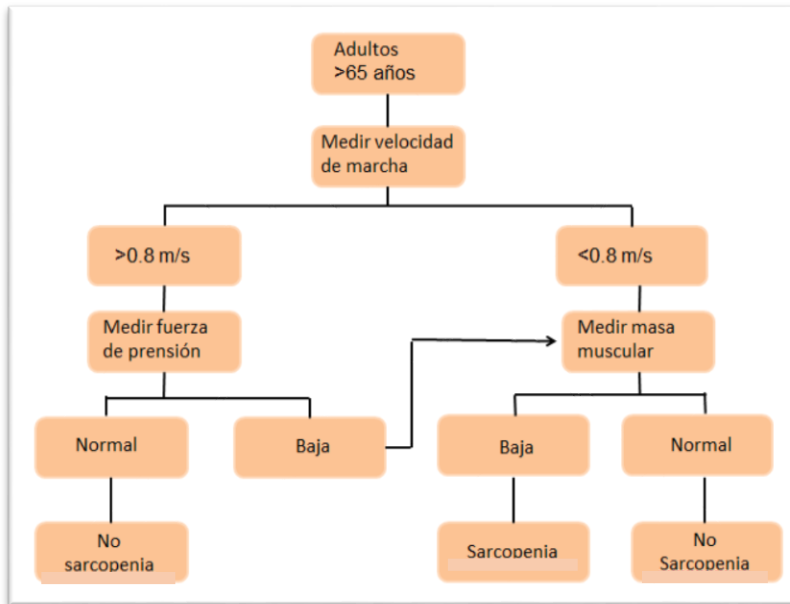 Adultos
>65 años
Medir velocidad
de marcha
>0.8 m/s
<0.8 m/s
Medir fuerza
de prensión
Medir masa
muscular
Normal
Baja
Baja
Normal
No
sarcopenia
Sarcopenia
No
Sarcopenia